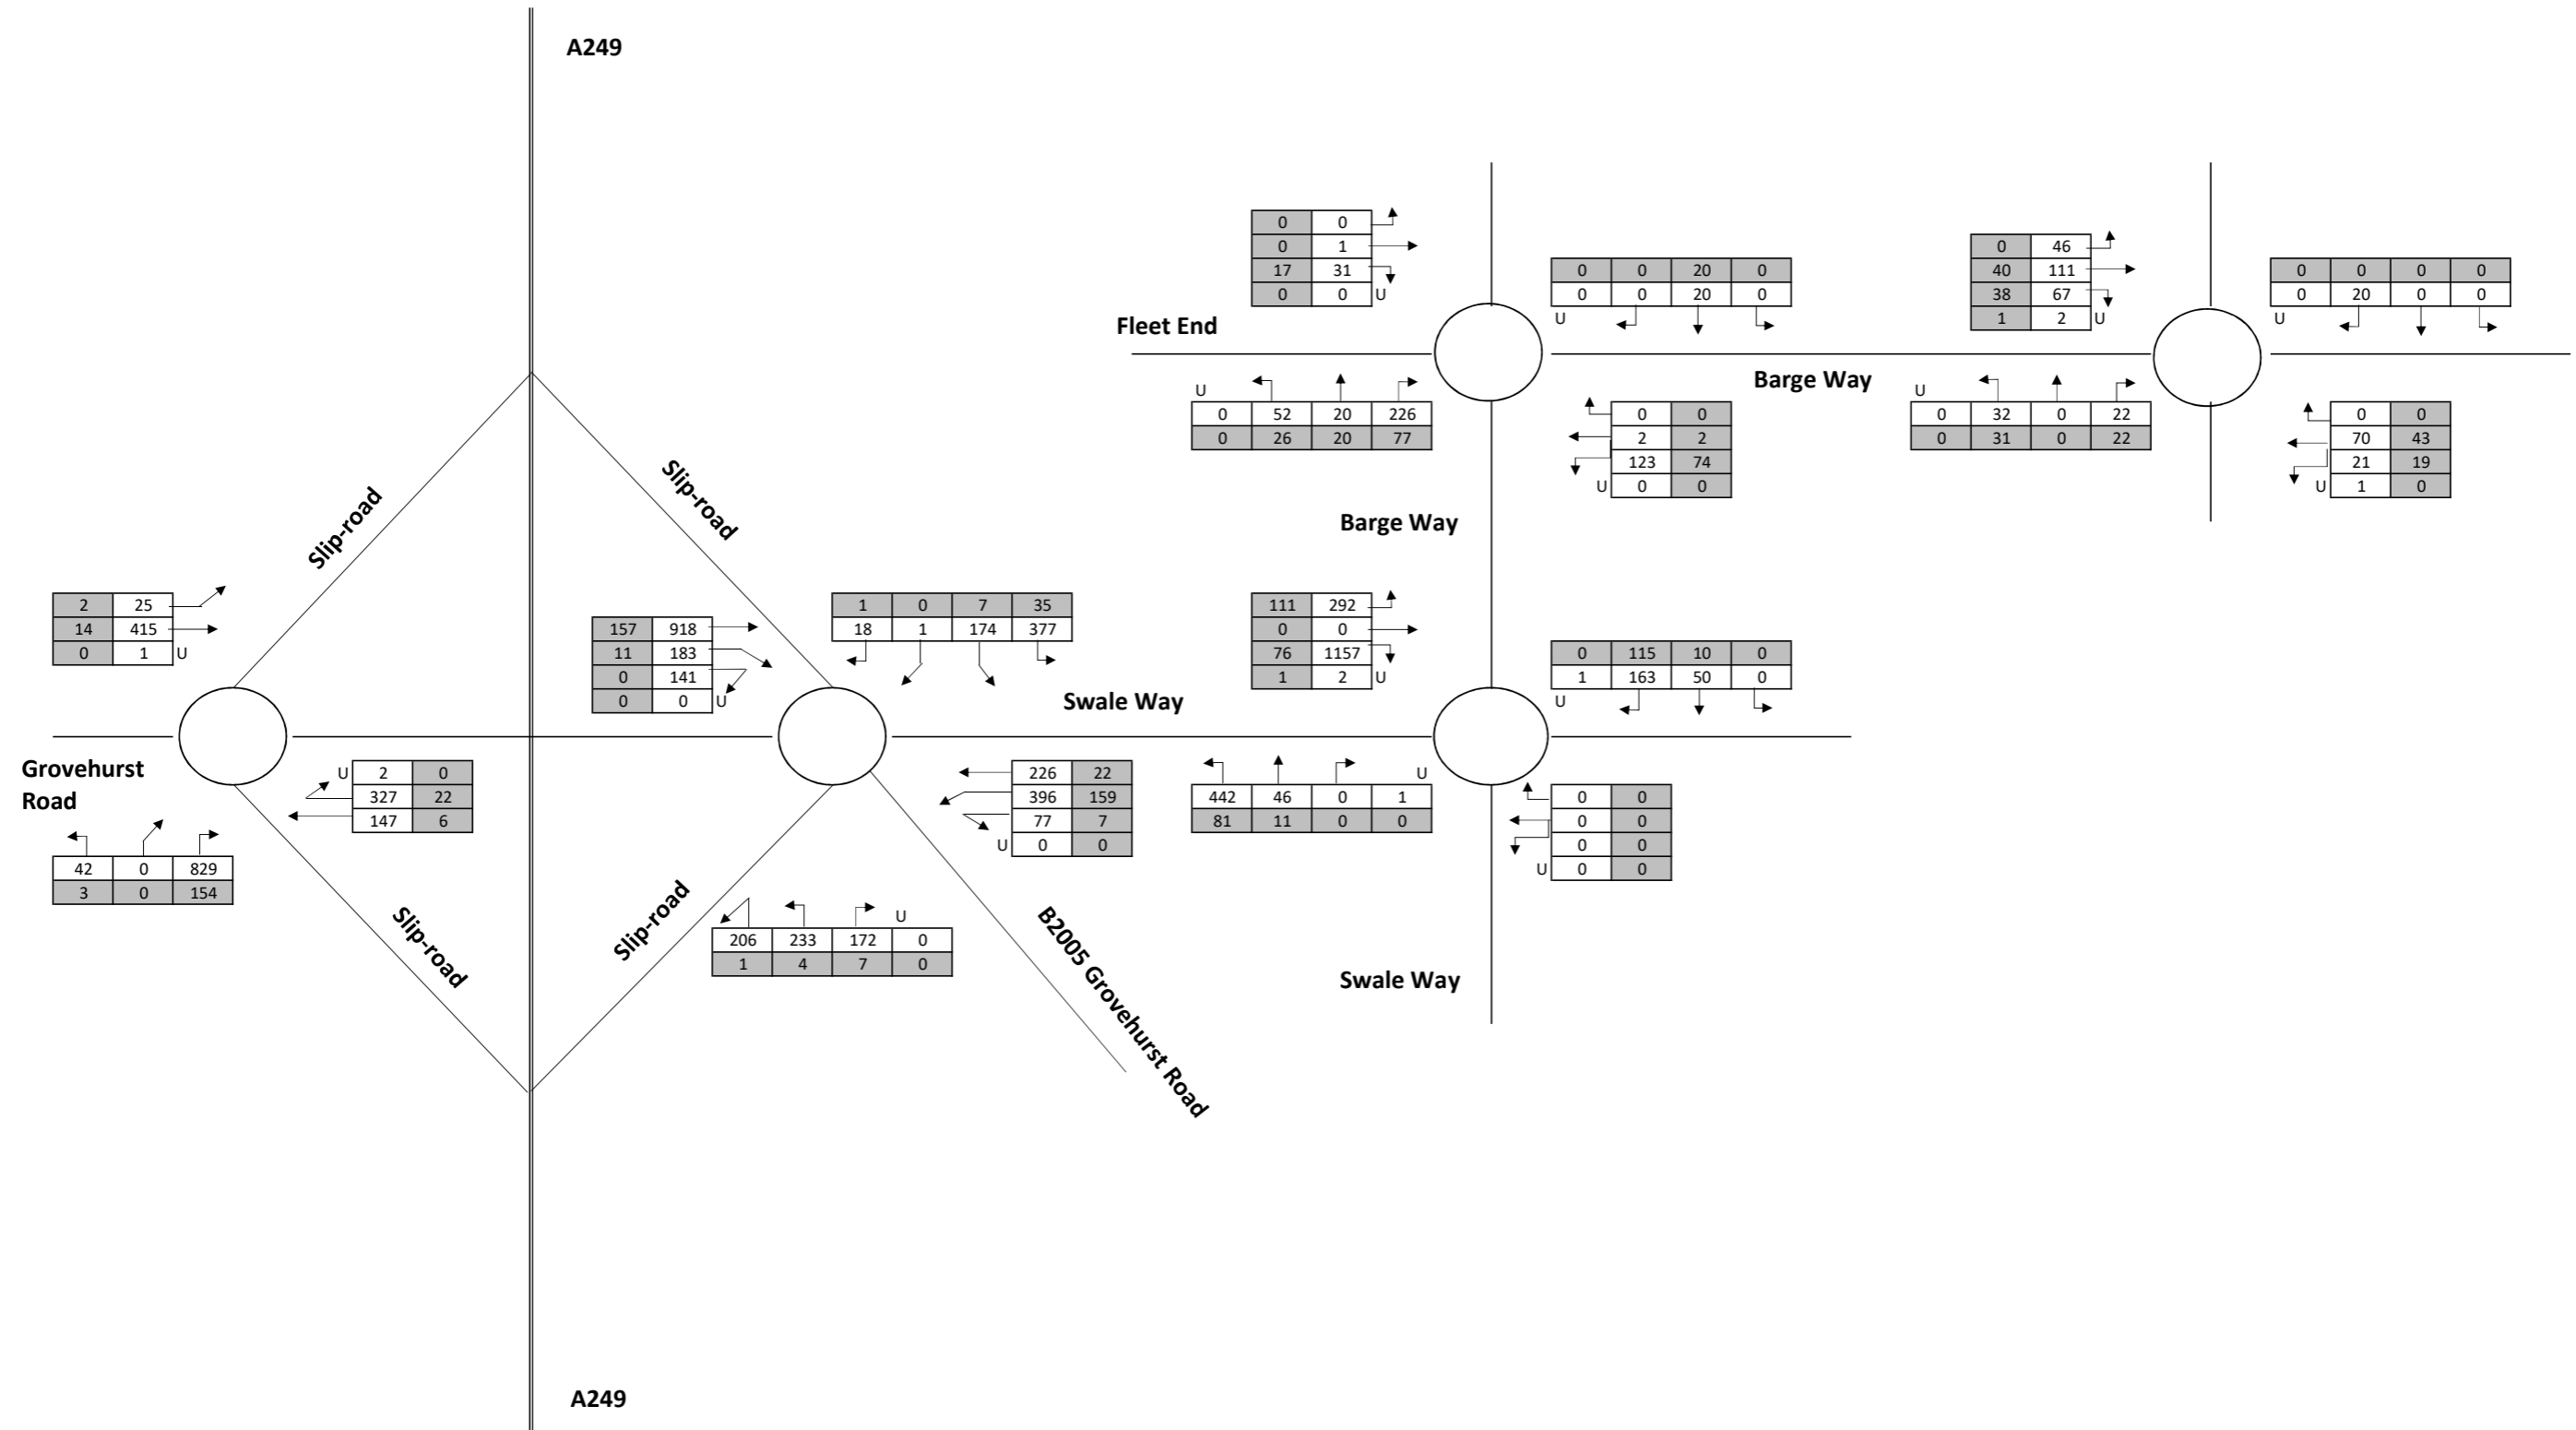 A249
0 0
0 1
17 31
0 0 U
0 0 20 0
0 0 20 0
U
0 46
40 111
38 67
1 2 U
0 0 0 0
0 20 0 0
U
Fleet End
U
0 52 20 226
0 26 20 77
Barge Way
0 0
2 2
123 74
U 0 0
U
0 32 0 22
0 31 0 22
0 0
70 43
21 19
U 1 0
Slip-road
Slip-road
Barge Way
2 25
14 415
0 1 U
157 918
11 183
0 141
0 0 U
1 0 7 35
18 1 174 377
Swale Way
111 292
0 0
76 1157
1 2 U
0 115 10 0
1 163 50 0
U
Grovehurst
Road
U 2 0
327 22
147 6
42 0 829
3 0 154
226 22
396 159
77 7
U 0 0
U
442 46 0 1
81 11 0 0
0 0
0 0
0 0
U 0 0
Slip-road
Slip-road
U
206 233 172 0
1 4 7 0
B2005 Grovehurst Road
Swale Way
A249